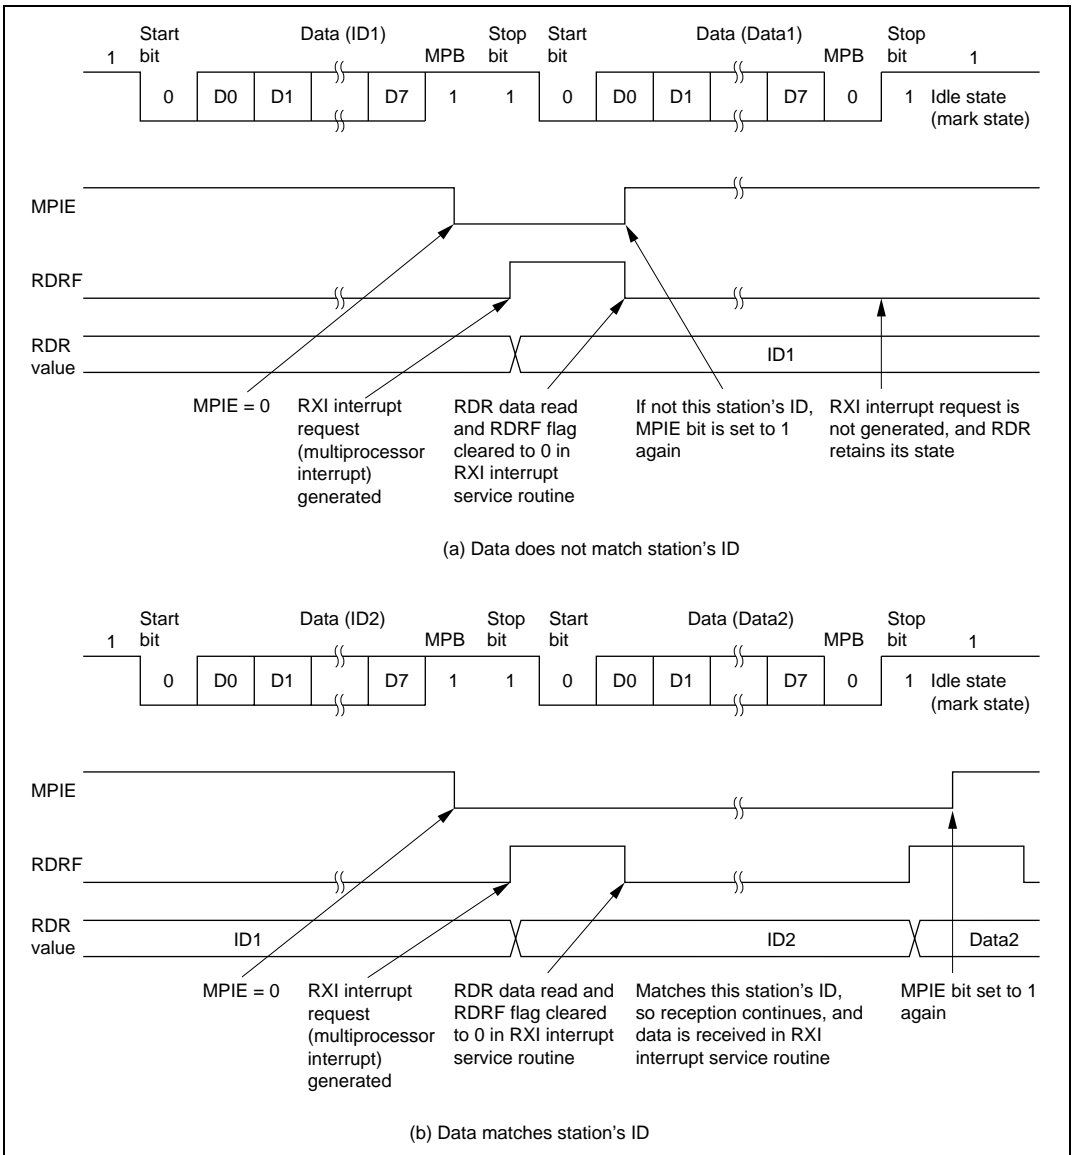 Start Data (ID1) Stop Start Data (Data1) Stop
1 bit MPB bit bit MPB bit 1
0 D0 D1 D7 1 1 0 D0 D1 D7 0 1 Idle state
(mark state)
MPIE
RDRF
RDR
value
ID1
MPIE = 0
RXI interrupt
request
(multiprocessor
interrupt)
generated
RDR data read
and RDRF flag
cleared to 0 in
RXI interrupt
service routine
If not this station's ID,
MPIE bit is set to 1
again
RXI interrupt request is
not generated, and RDR
retains its state
(a) Data does not match station's ID
Start Data (ID2) Stop Start Data (Data2) Stop
1 bit MPB bit bit MPB bit 1
0 D0 D1 D7 1 1 0 D0 D1 D7 0 1 Idle state
(mark state)
MPIE
RDRF
RDR
value
ID1 ID2 Data2
MPIE = 0
RXI interrupt
request
(multiprocessor
interrupt)
generated
RDR data read and
RDRF flag cleared
to 0 in RXI interrupt
service routine
Matches this station's ID,
so reception continues, and
data is received in RXI
interrupt service routine
MPIE bit set to 1
again
(b) Data matches station's ID